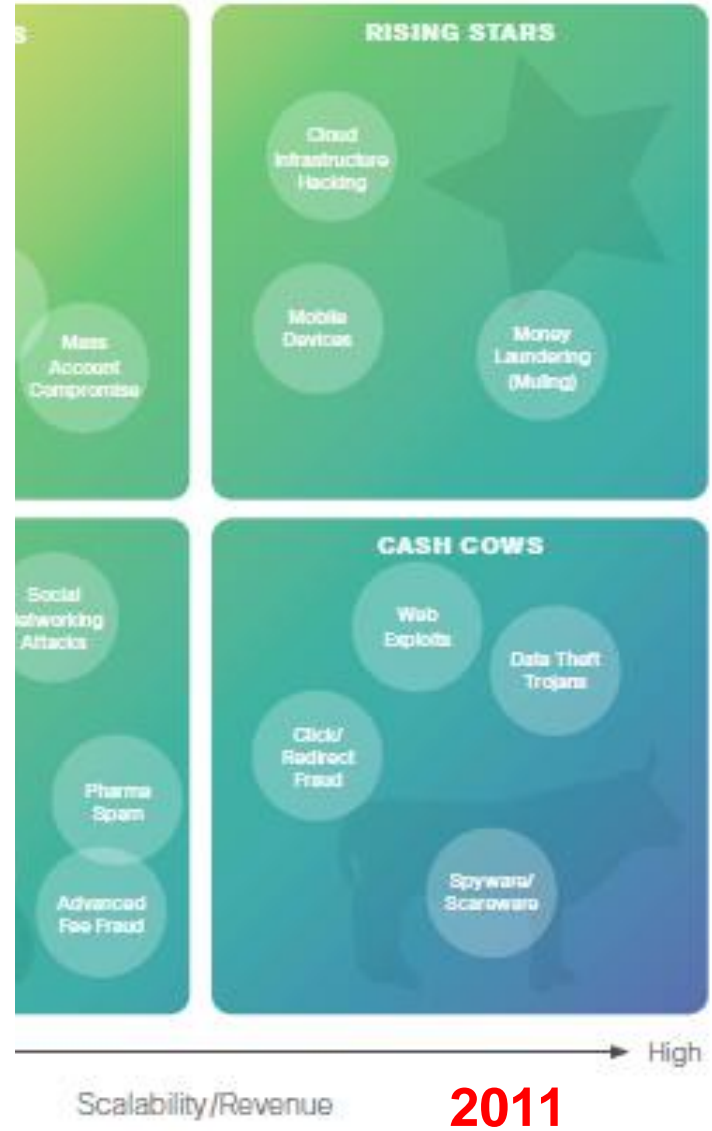 S
RISING STARS
Cloud
Infrastructure
Hacking
Mobile
Devices
Money
Laundering
(Muling)
Mass
Account
Compromise
CASH COWS
Social
etworking
Attacks
Web
Exploits
Data Theft
Trojans
Click/
Redirect
Fraud
Pharma
Spam
Advanced
Fee Fraud
Spyware/
Scareware
High
Scalability/Revenue
2011